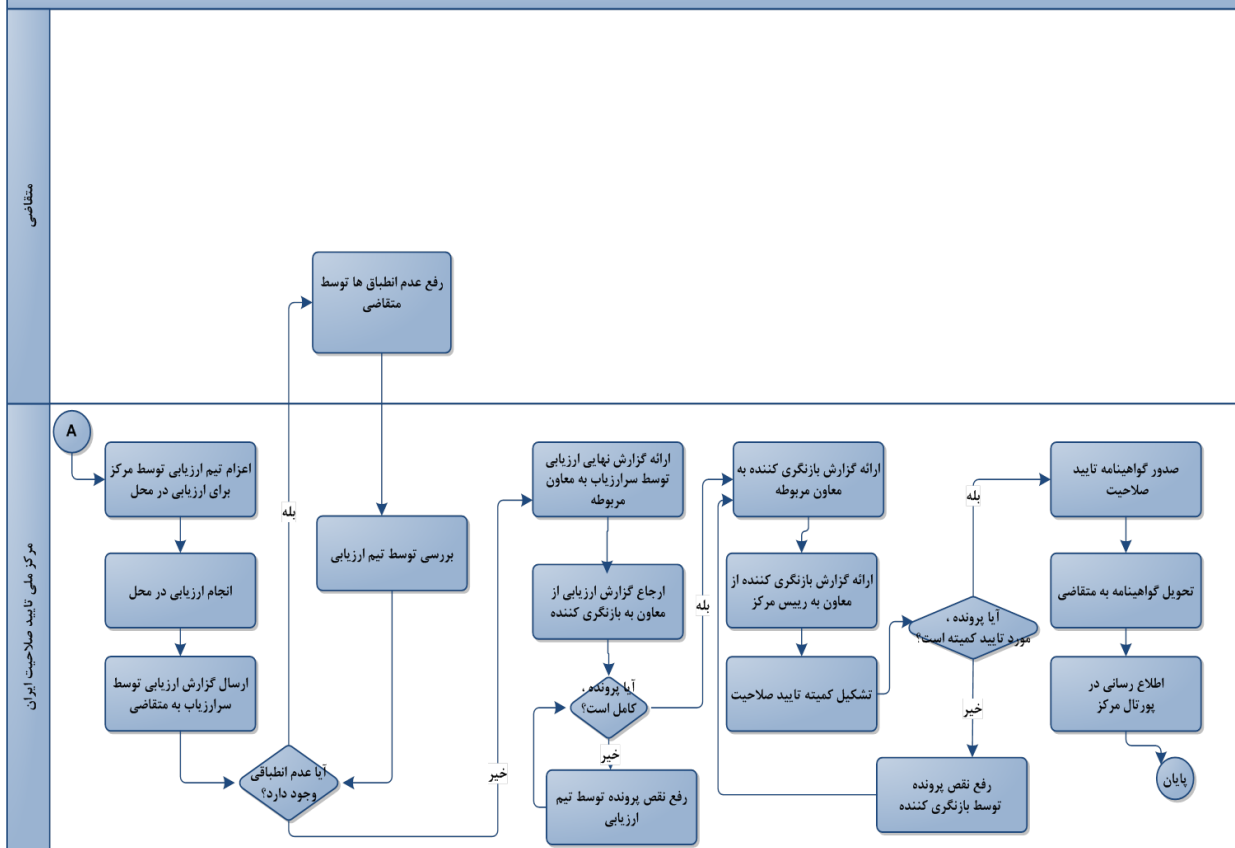 متقاضی
رفع عدم انطباق ها توسط
متقاضی
مرکز ملی تایید صلاحیت ایران
A
اعزام تیم ارزیابی توسط مرکز
برای ارزیابی در محل
انجام ارزیابی در محل
ارسال گزارش ارزیابی توسط
سرارزیاب به متقاضی
آیا عدم انطباقی
وجود دارد؟
بله
خیر
بررسی توسط تیم ارزیابی
ارائه گزارش نهایی ارزیابی
توسط سرارزیاب به معاون
مربوطه
ارجاع گزارش ارزیابی از
معاون به بازنگری کننده
آیا پرونده ،
کامل است؟
بله
خیر
رفع نقص پرونده توسط تیم
ارزیابی
ارائه گزارش بازنگری کننده به
معاون مربوطه
ارائه گزارش بازنگری کننده از
معاون به رییس مرکز
تشکیل کمیته تایید صلاحیت
آیا پرونده ،
مورد تایید کمیته است؟
بله
خیر
رفع نقص پرونده
توسط بازنگری کننده
صدور گواهینامه تایید
صلاحیت
تحویل گواهینامه به متقاضی
اطلاع رسانی در
پورتال مرکز
پایان